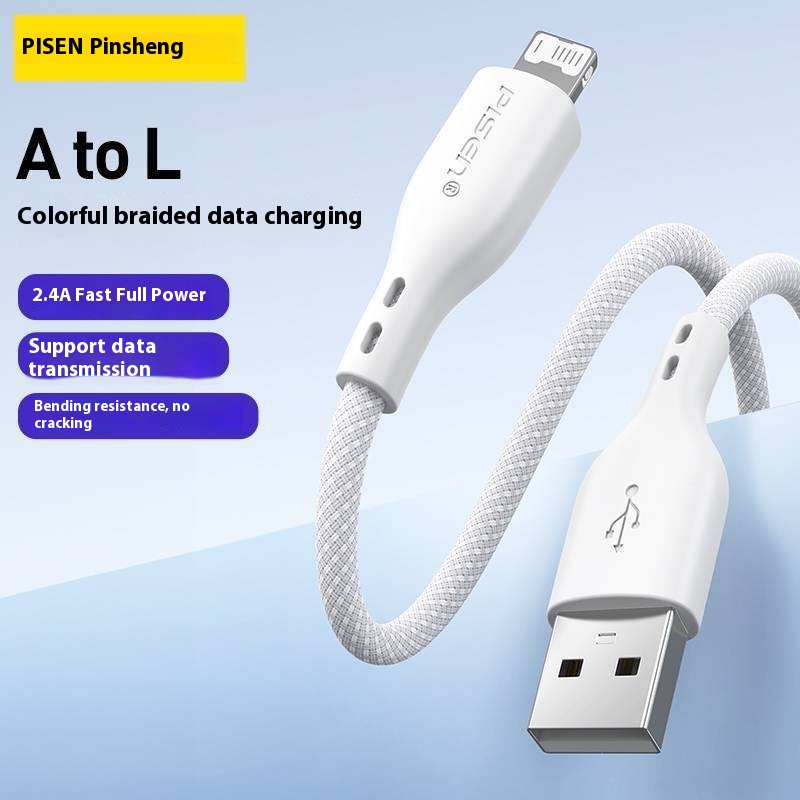 PISEN Pinsheng
A to L
Colorful braided data charging
2.4A Fast Full Power
Support data
transmission
Bending resistance, no
cracking
PISEN®